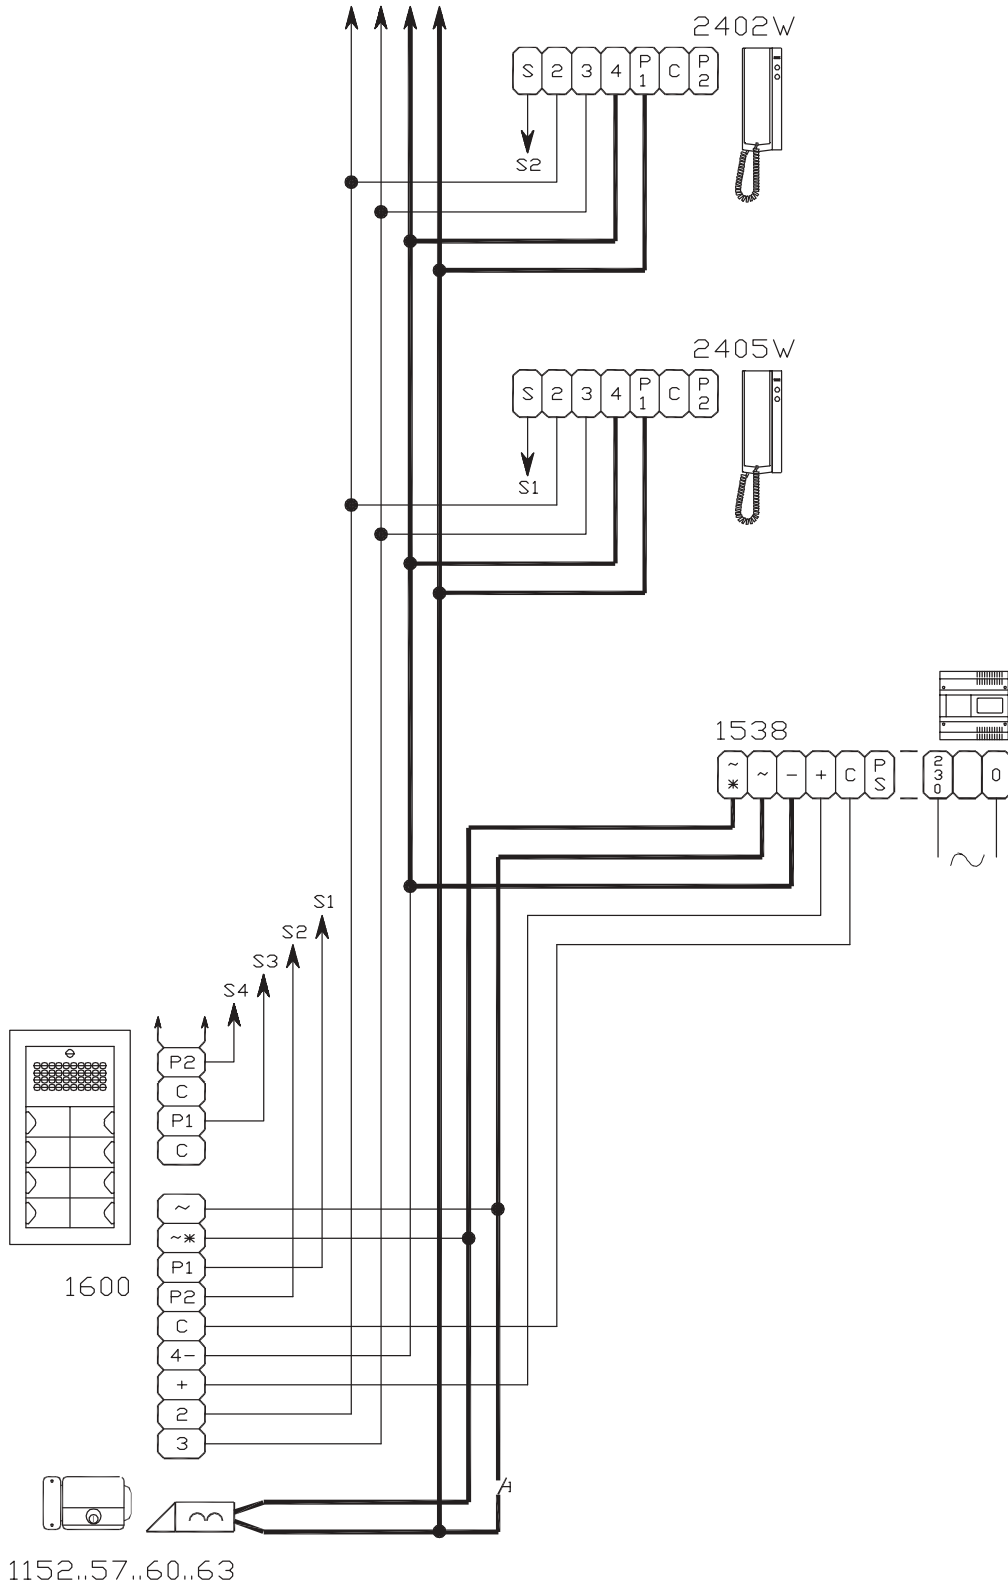 2402W
S 2 3 4 P1 C P2
S2
2405W
S 2 3 4 P1 C P2
S1
1538
~* ~ - + C PS 230 0
~
S1
S2
S3
S4
P2
C
P1
C
~
~*
P1
P2
C
4-
+
2
3
1600
1152..57..60..63